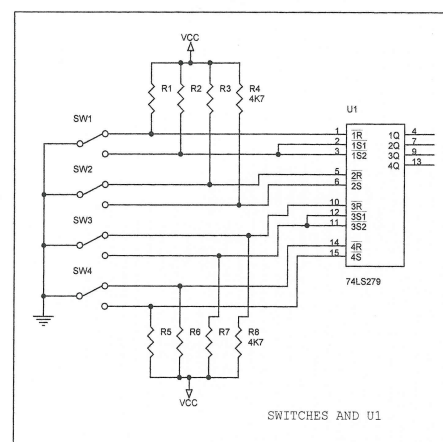 VCC
R1 R2 R3 R4
4K7
U1
SW1
1 1R 1Q 4
2 1S1 2Q 7
3 1S2 3Q 9
4Q 13
SW2
5 2R
6 2S
SW3
10 3R
12 3S1
11 3S2
SW4
14 4R
15 4S
74LS279
R5 R6 R7 R8
4K7
VCC
SWITCHES AND U1